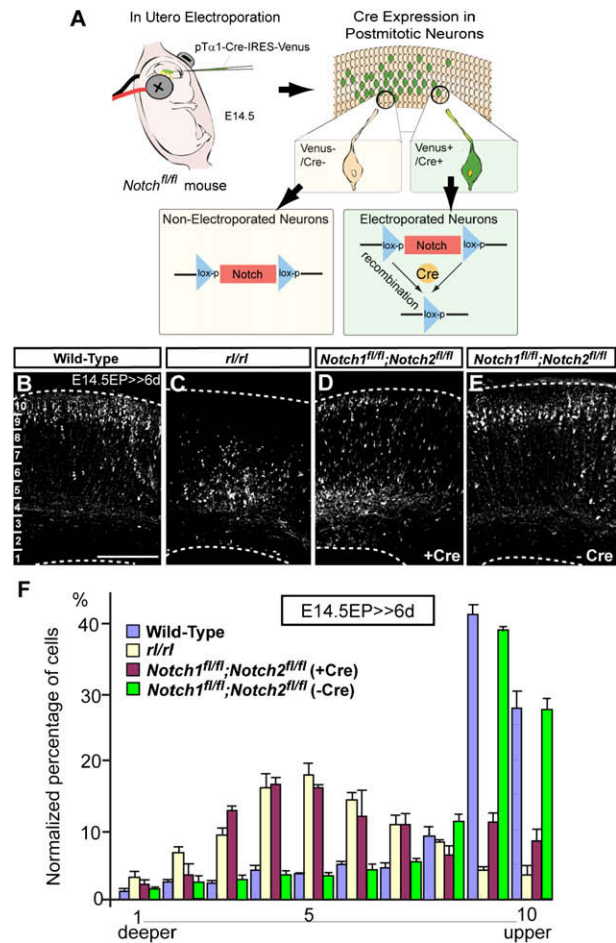 A
In Utero Electroporation
pTα1-Cre-IRES-Venus
E14.5
Notch^fl/fl mouse
Cre Expression in
Postmitotic Neurons
Venus-
/Cre-
Venus+
/Cre+
Non-Electroporated Neurons
lox-p Notch lox-p
Electroporated Neurons
lox-p Notch lox-p
Cre
recombination
lox-p
Wild-Type
rl/rl
Notch1^fl/fl;Notch2^fl/fl
Notch1^fl/fl;Notch2^fl/fl
B E14.5EP>>6d
C
D
E
10
9
8
7
6
5
4
3
2
1
+Cre
- Cre
F
%
E14.5EP>>6d
Wild-Type
rl/rl
Notch1^fl/fl;Notch2^fl/fl (+Cre)
Notch1^fl/fl;Notch2^fl/fl (-Cre)
Normalized percentage of cells
40
30
20
10
0
1 5 10
deeper upper